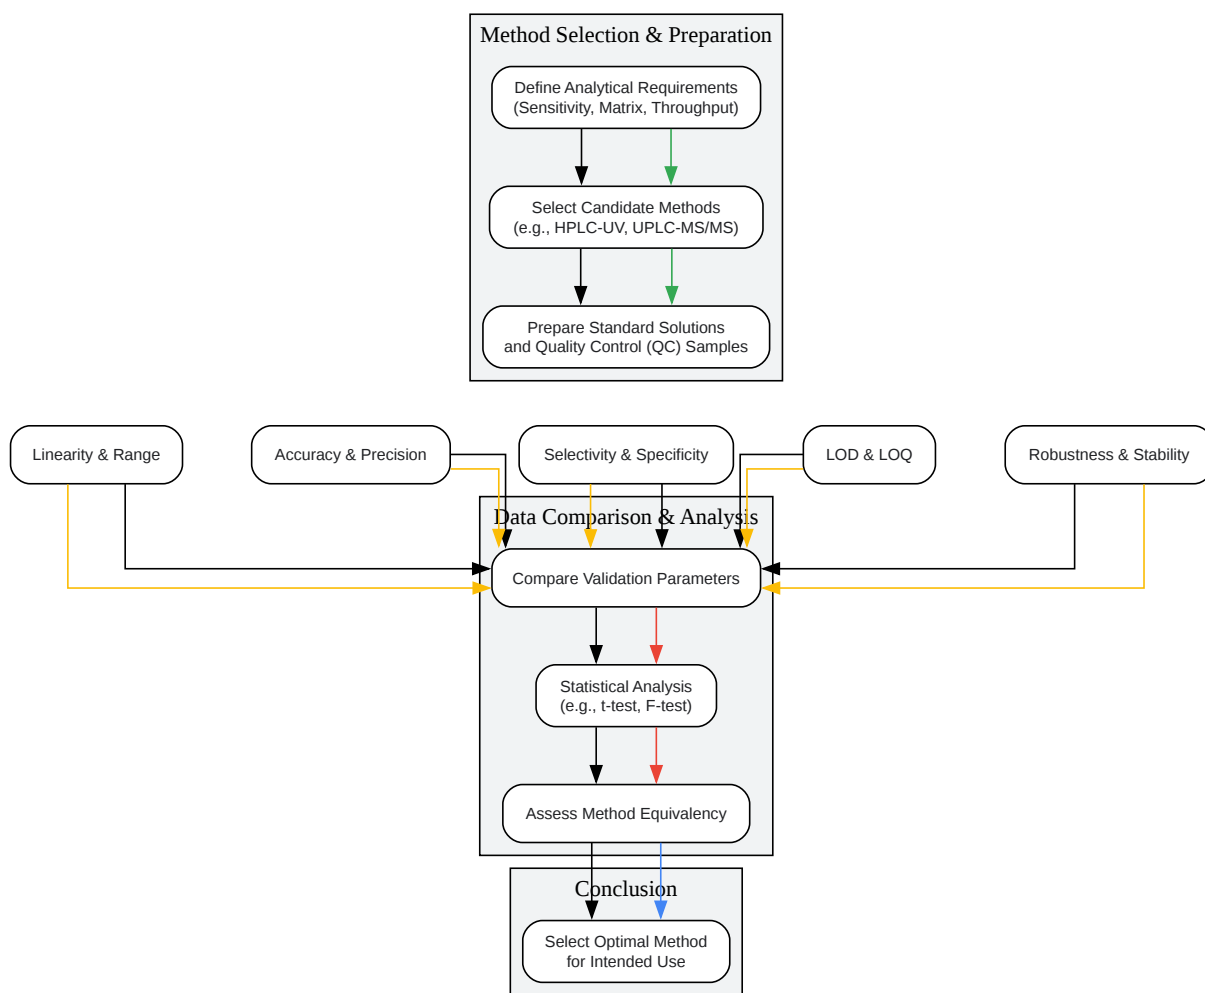 Method Selection & Preparation
Define Analytical Requirements
(Sensitivity, Matrix, Throughput)
Select Candidate Methods
(e.g., HPLC-UV, UPLC-MS/MS)
Prepare Standard Solutions
and Quality Control (QC) Samples
Linearity & Range
Accuracy & Precision
Selectivity & Specificity
LOD & LOQ
Robustness & Stability
Data Comparison & Analysis
Compare Validation Parameters
Statistical Analysis
(e.g., t-test, F-test)
Assess Method Equivalency
Conclusion
Select Optimal Method
for Intended Use